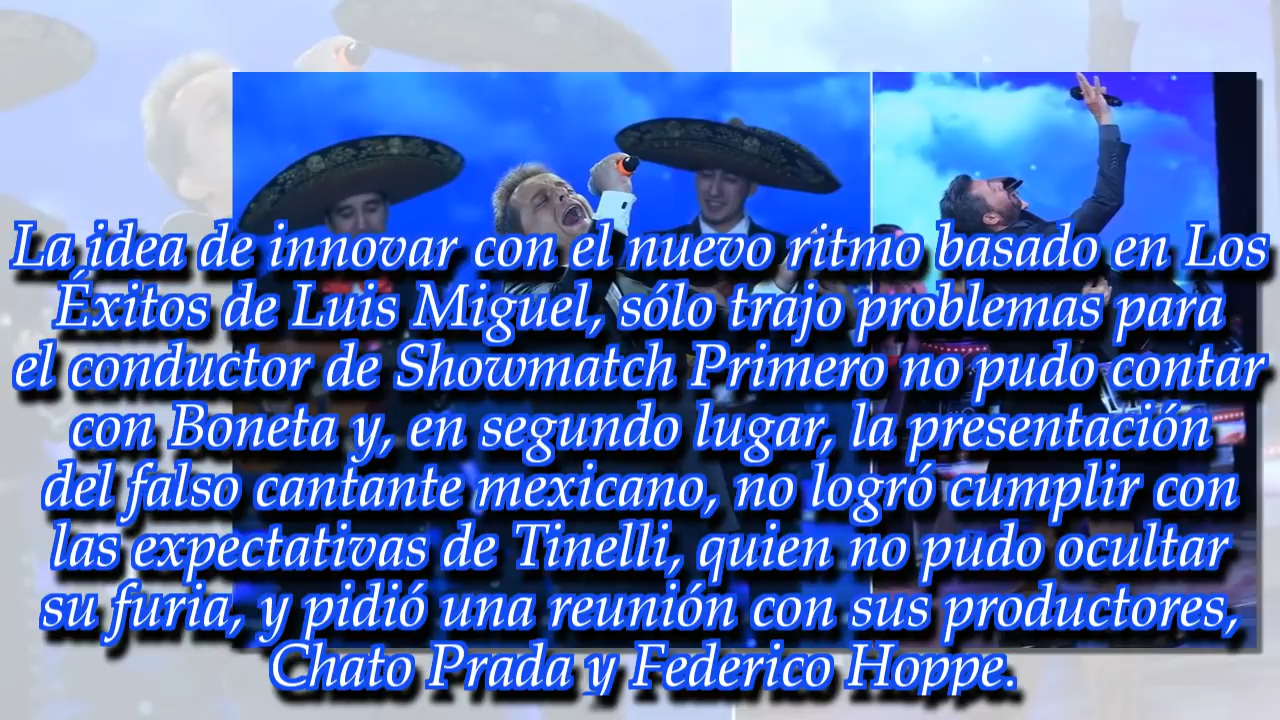 La idea de innovar con el nuevo ritmo basado en Los
Éxitos de Luis Miguel, sólo trajo problemas para
el conductor de Showmatch Primero no pudo contar
con Boneta y, en segundo lugar, la presentación
del falso cantante mexicano, no logró cumplir con
las expectativas de Tinelli, quien no pudo ocultar
su furia, y pidió una reunión con sus productores,
Chato Prada y Federico Hoppe.